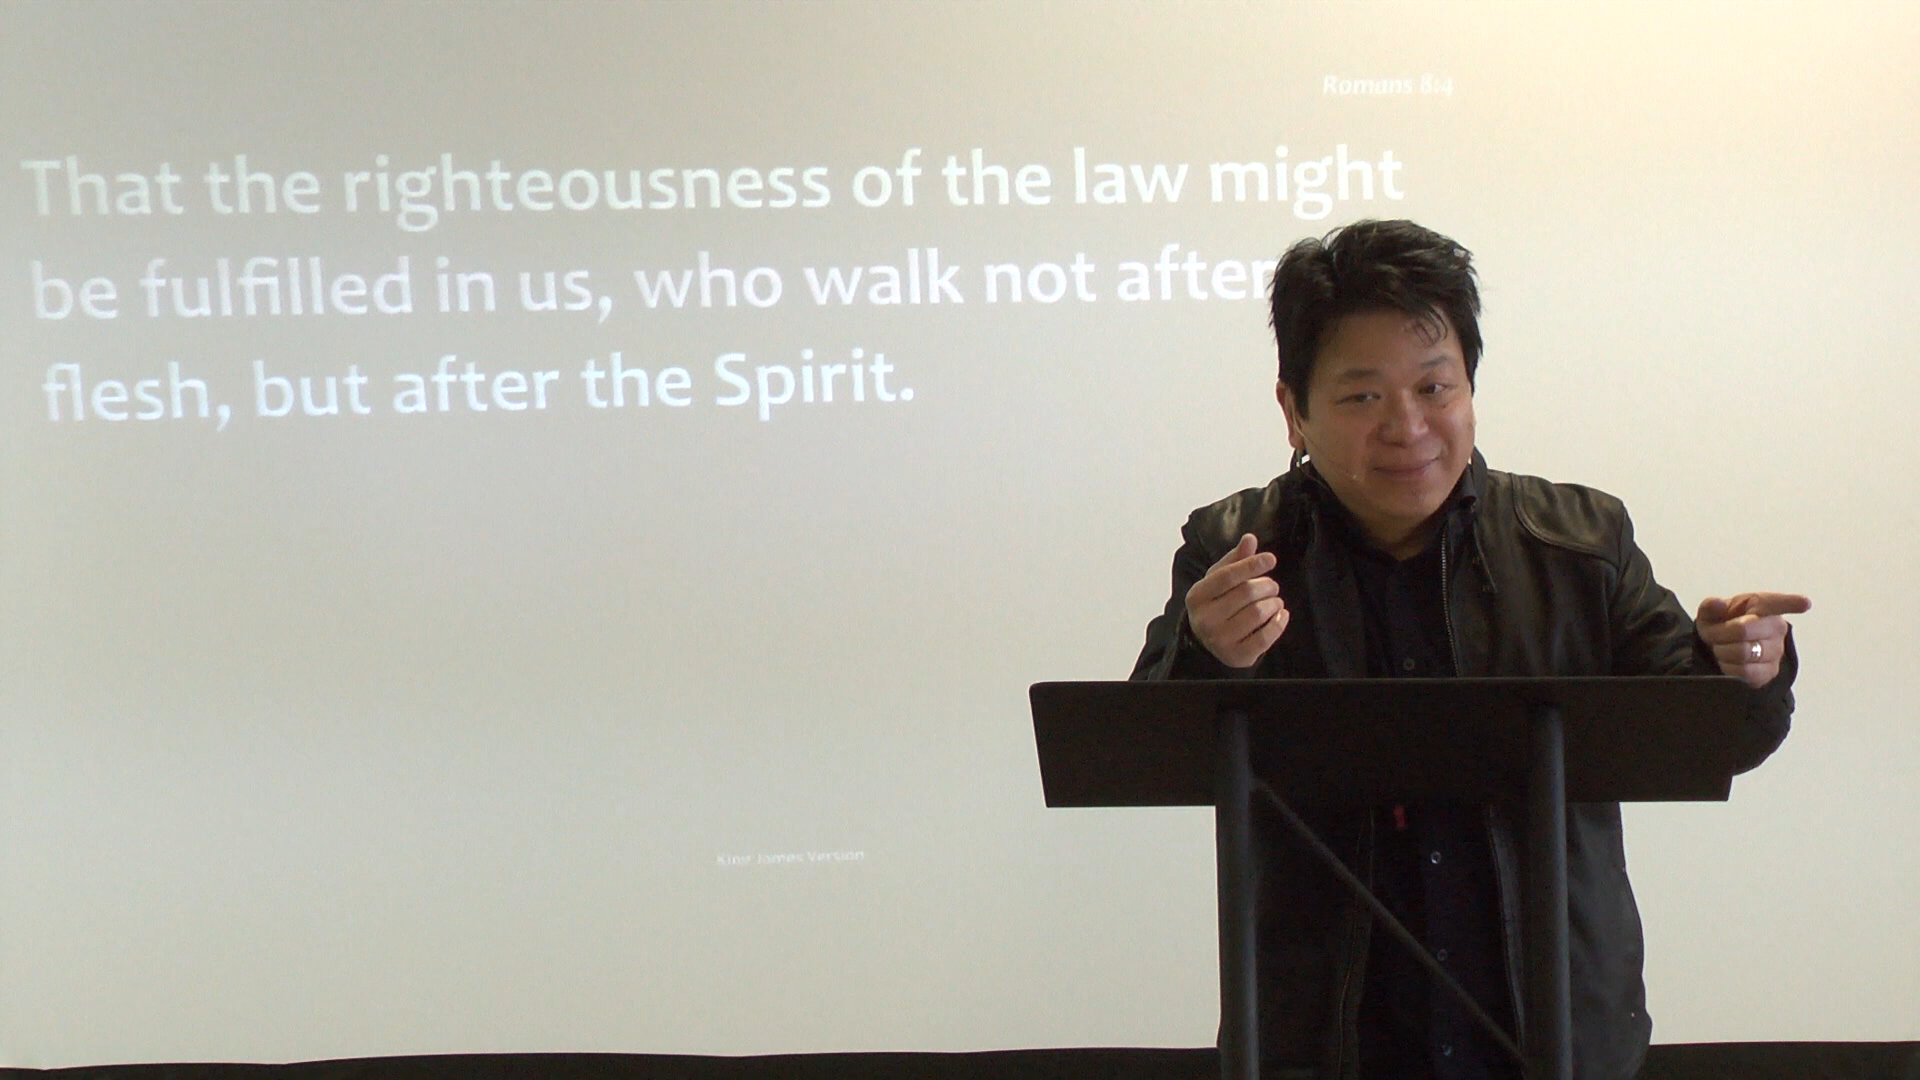 Romans 8:4
That the righteousness of the law might
be fulfilled in us, who walk not after
flesh, but after the Spirit.
King James Version